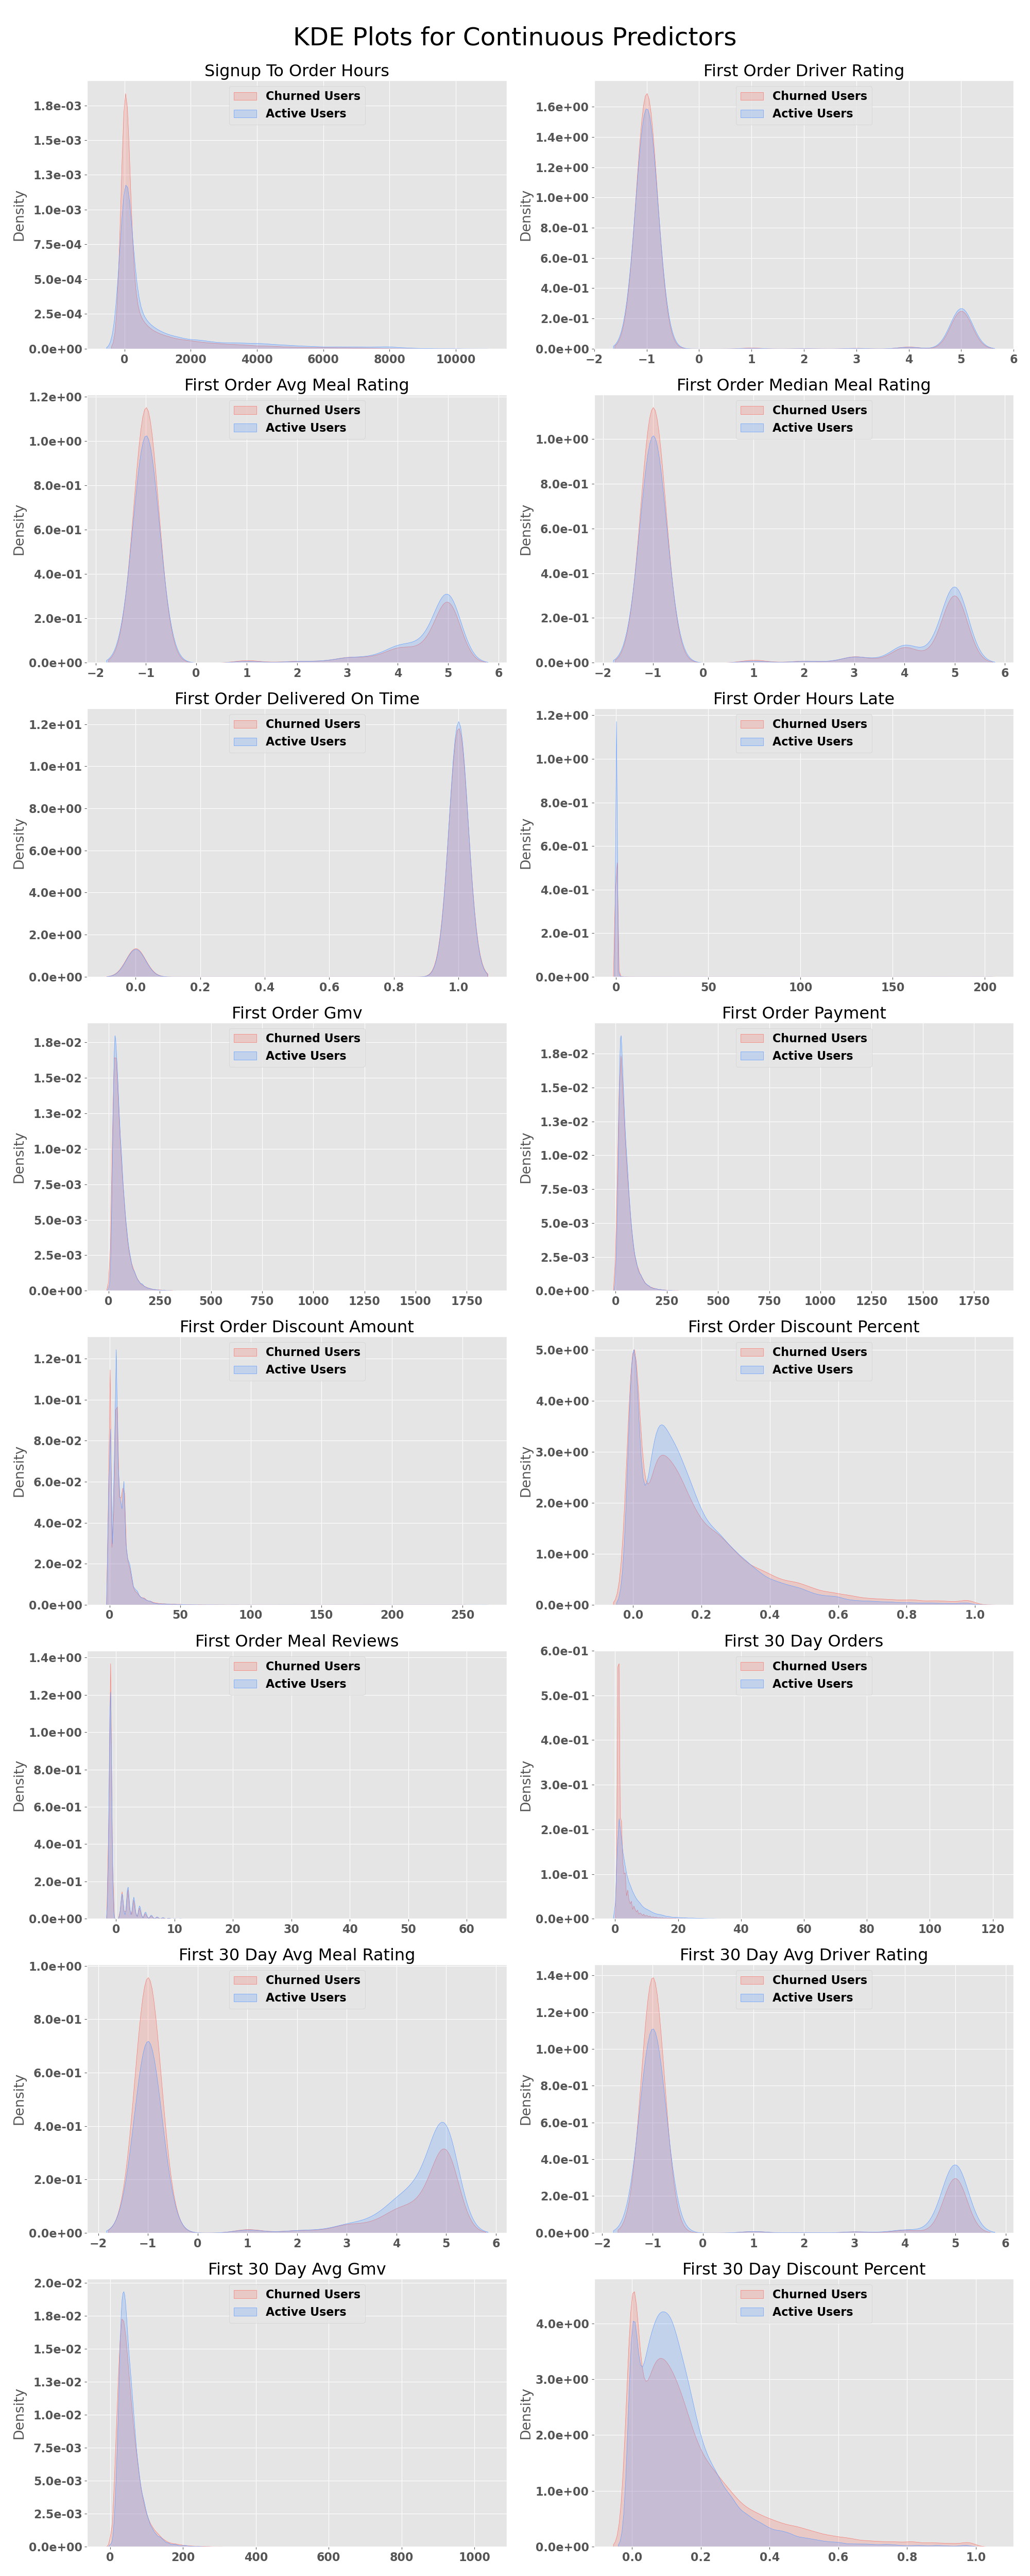 KDE Plots for Continuous Predictors
Signup To Order Hours
Churned Users
Active Users
Density
1.8e-03
1.5e-03
1.3e-03
1.0e-03
7.5e-04
5.0e-04
2.5e-04
0.0e+00
0 2000 4000 6000 8000 10000
First Order Driver Rating
Churned Users
Active Users
Density
1.6e+00
1.4e+00
1.2e+00
1.0e+00
8.0e-01
6.0e-01
4.0e-01
2.0e-01
0.0e+00
−2 −1 0 1 2 3 4 5 6
First Order Avg Meal Rating
Churned Users
Active Users
Density
1.2e+00
1.0e+00
8.0e-01
6.0e-01
4.0e-01
2.0e-01
0.0e+00
−2 −1 0 1 2 3 4 5 6
First Order Median Meal Rating
Churned Users
Active Users
Density
1.0e+00
8.0e-01
6.0e-01
4.0e-01
2.0e-01
0.0e+00
−2 −1 0 1 2 3 4 5 6
First Order Delivered On Time
Churned Users
Active Users
Density
1.2e+01
1.0e+01
8.0e+00
6.0e+00
4.0e+00
2.0e+00
0.0e+00
0.0 0.2 0.4 0.6 0.8 1.0
First Order Hours Late
Churned Users
Active Users
Density
1.2e+00
1.0e+00
8.0e-01
6.0e-01
4.0e-01
2.0e-01
0.0e+00
0 50 100 150 200
First Order Gmv
Churned Users
Active Users
Density
1.8e-02
1.5e-02
1.3e-02
1.0e-02
7.5e-03
5.0e-03
2.5e-03
0.0e+00
0 250 500 750 1000 1250 1500 1750
First Order Payment
Churned Users
Active Users
Density
1.8e-02
1.5e-02
1.3e-02
1.0e-02
7.5e-03
5.0e-03
2.5e-03
0.0e+00
0 250 500 750 1000 1250 1500 1750
First Order Discount Amount
Churned Users
Active Users
Density
1.2e-01
1.0e-01
8.0e-02
6.0e-02
4.0e-02
2.0e-02
0.0e+00
0 50 100 150 200 250
First Order Discount Percent
Churned Users
Active Users
Density
5.0e+00
4.0e+00
3.0e+00
2.0e+00
1.0e+00
0.0e+00
0.0 0.2 0.4 0.6 0.8 1.0
First Order Meal Reviews
Churned Users
Active Users
Density
1.4e+00
1.2e+00
1.0e+00
8.0e-01
6.0e-01
4.0e-01
2.0e-01
0.0e+00
0 10 20 30 40 50 60
First 30 Day Orders
Churned Users
Active Users
Density
6.0e-01
5.0e-01
4.0e-01
3.0e-01
2.0e-01
1.0e-01
0.0e+00
0 20 40 60 80 100 120
First 30 Day Avg Meal Rating
Churned Users
Active Users
Density
1.0e+00
8.0e-01
6.0e-01
4.0e-01
2.0e-01
0.0e+00
−2 −1 0 1 2 3 4 5 6
First 30 Day Avg Driver Rating
Churned Users
Active Users
Density
1.4e+00
1.2e+00
1.0e+00
8.0e-01
6.0e-01
4.0e-01
2.0e-01
0.0e+00
−2 −1 0 1 2 3 4 5 6
First 30 Day Avg Gmv
Churned Users
Active Users
Density
2.0e-02
1.8e-02
1.5e-02
1.3e-02
1.0e-02
7.5e-03
5.0e-03
2.5e-03
0.0e+00
0 200 400 600 800 1000
First 30 Day Discount Percent
Churned Users
Active Users
Density
4.0e+00
3.0e+00
2.0e+00
1.0e+00
0.0e+00
0.0 0.2 0.4 0.6 0.8 1.0